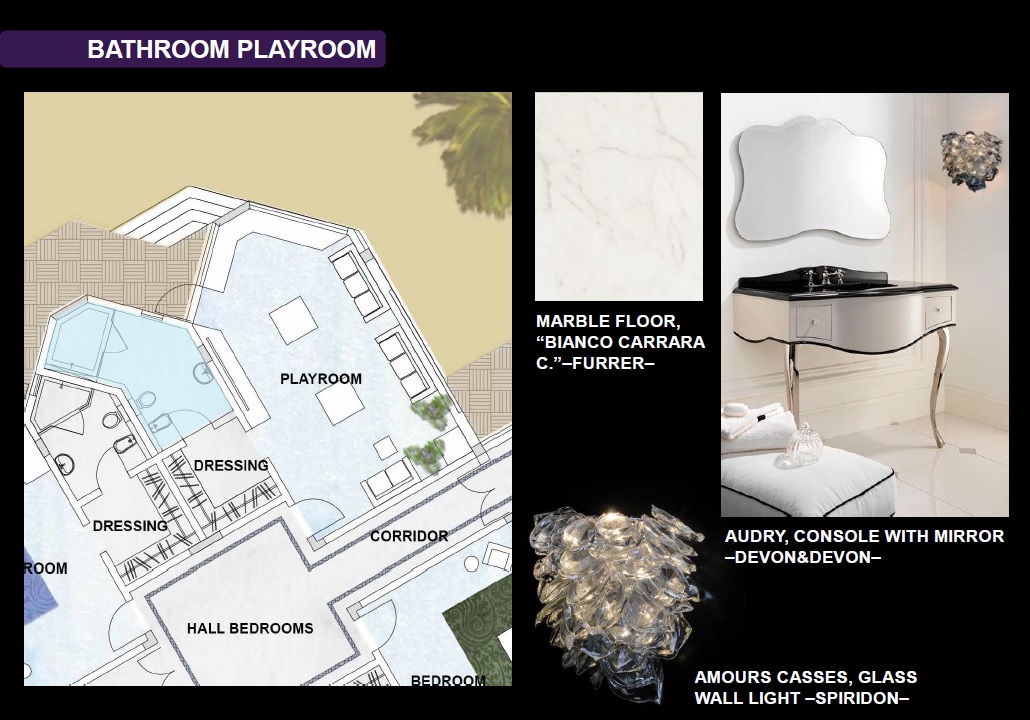 BATHROOM PLAYROOM
PLAYROOM
DRESSING
DRESSING
CORRIDOR
ROOM
HALL BEDROOMS
BEDROOM
MARBLE FLOOR,
“BIANCO CARRARA
C.”–FURRER–
AUDRY, CONSOLE WITH MIRROR
–DEVON&DEVON–
AMOURS CASSES, GLASS
WALL LIGHT –SPIRIDON–